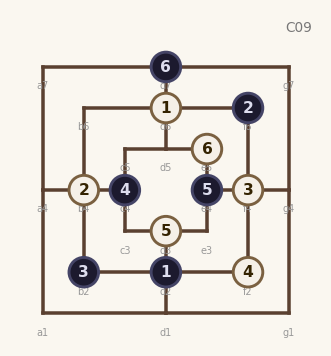 C09
6
a7 d7 g7
1 2
b6 d6 f6
6
c5 d5 e5
2 4 5 3
a4 b4 c4 e4 f4 g4
5
c3 d3 e3
3 1 4
b2 d2 f2
a1 d1 g1